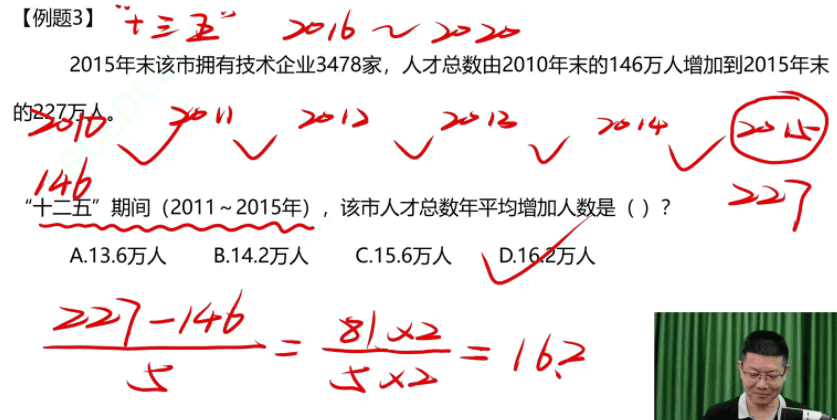 【例题3】 “十三五” 2016～2020
2015年末该市拥有技术企业3478家，人才总数由2010年末的146万人增加到2015年末
的227万人。
2010 2011 2012 2013 2014 2015
146 227
“十二五”期间（2011～2015年），该市人才总数年平均增加人数是（ ）？
A.13.6万人 B.14.2万人 C.15.6万人 D.16.2万人
227-146 / 5 = 81×2 / 5×2 = 16.2